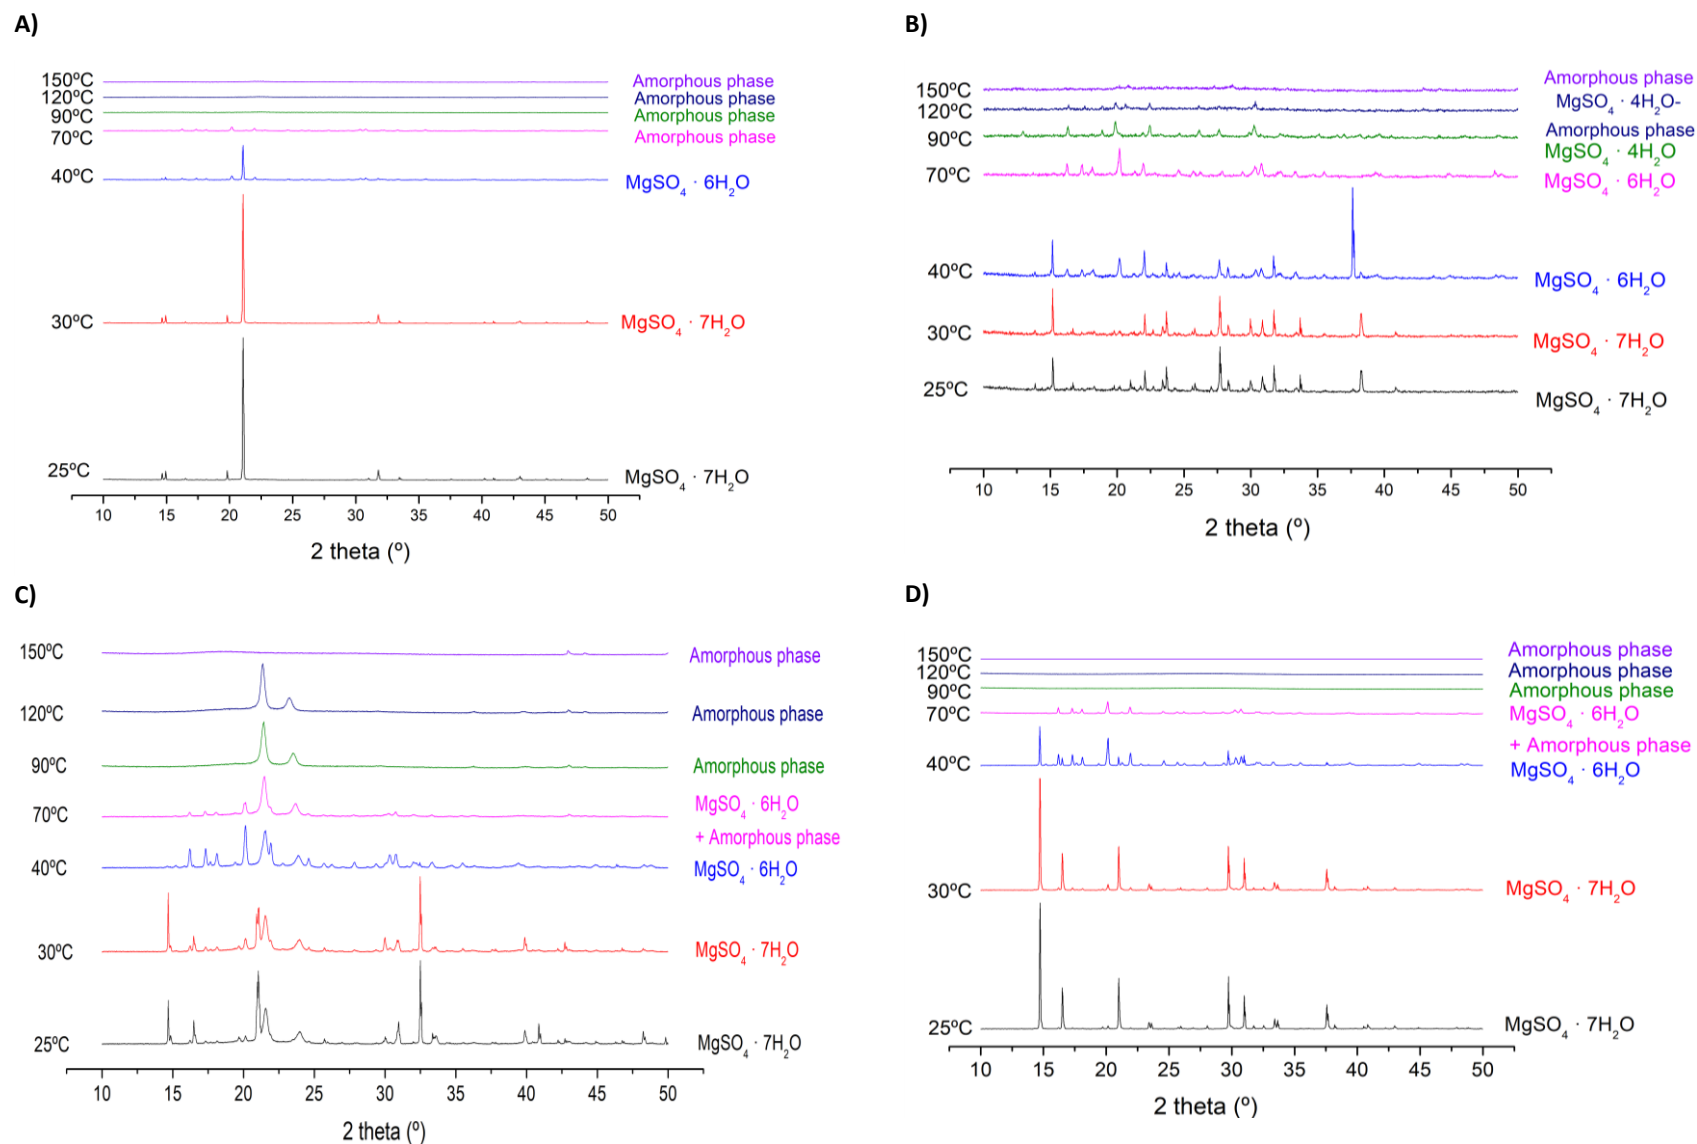 A)
150ºC Amorphous phase
120ºC Amorphous phase
90ºC Amorphous phase
70ºC Amorphous phase
40ºC MgSO₄ · 6H₂O
30ºC MgSO₄ · 7H₂O
25ºC MgSO₄ · 7H₂O
10 15 20 25 30 35 40 45 50
2 theta (º)
B)
150ºC Amorphous phase
120ºC MgSO₄ · 4H₂O-
Amorphous phase
90ºC MgSO₄ · 4H₂O
70ºC MgSO₄ · 6H₂O
40ºC MgSO₄ · 6H₂O
30ºC MgSO₄ · 7H₂O
25ºC MgSO₄ · 7H₂O
10 15 20 25 30 35 40 45 50
2 theta (º)
C)
150ºC Amorphous phase
120ºC Amorphous phase
90ºC Amorphous phase
70ºC MgSO₄ · 6H₂O
+ Amorphous phase
40ºC MgSO₄ · 6H₂O
30ºC MgSO₄ · 7H₂O
25ºC MgSO₄ · 7H₂O
10 15 20 25 30 35 40 45 50
2 theta (º)
D)
150ºC Amorphous phase
120ºC Amorphous phase
90ºC Amorphous phase
70ºC MgSO₄ · 6H₂O
+ Amorphous phase
40ºC MgSO₄ · 6H₂O
30ºC MgSO₄ · 7H₂O
25ºC MgSO₄ · 7H₂O
10 15 20 25 30 35 40 45 50
2 theta (º)